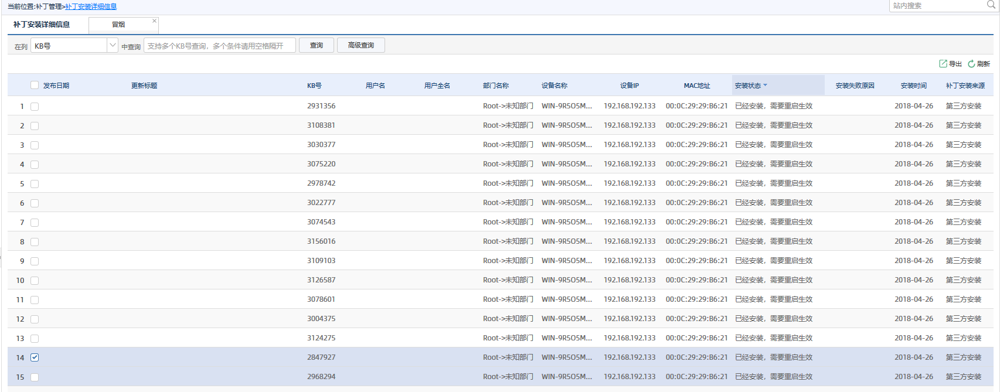 当前位置:补丁管理>补丁安装详细信息 站内搜索
补丁安装详细信息 冒烟
在列 KB号 中查询 支持多个KB号查询，多个条件请用空格隔开 查询 高级查询
导出 刷新
发布日期 更新标题 KB号 用户名 用户全名 部门名称 设备名称 设备IP MAC地址 安装状态 安装失败原因 安装时间 补丁安装来源
1 2931356 Root->未知部门 WIN-9R5O5M... 192.168.192.133 00:0C:29:29:B6:21 已经安装，需要重启生效 2018-04-26 第三方安装
2 3108381 Root->未知部门 WIN-9R5O5M... 192.168.192.133 00:0C:29:29:B6:21 已经安装，需要重启生效 2018-04-26 第三方安装
3 3030377 Root->未知部门 WIN-9R5O5M... 192.168.192.133 00:0C:29:29:B6:21 已经安装，需要重启生效 2018-04-26 第三方安装
4 3075220 Root->未知部门 WIN-9R5O5M... 192.168.192.133 00:0C:29:29:B6:21 已经安装，需要重启生效 2018-04-26 第三方安装
5 2978742 Root->未知部门 WIN-9R5O5M... 192.168.192.133 00:0C:29:29:B6:21 已经安装，需要重启生效 2018-04-26 第三方安装
6 3022777 Root->未知部门 WIN-9R5O5M... 192.168.192.133 00:0C:29:29:B6:21 已经安装，需要重启生效 2018-04-26 第三方安装
7 3074543 Root->未知部门 WIN-9R5O5M... 192.168.192.133 00:0C:29:29:B6:21 已经安装，需要重启生效 2018-04-26 第三方安装
8 3156016 Root->未知部门 WIN-9R5O5M... 192.168.192.133 00:0C:29:29:B6:21 已经安装，需要重启生效 2018-04-26 第三方安装
9 3109103 Root->未知部门 WIN-9R5O5M... 192.168.192.133 00:0C:29:29:B6:21 已经安装，需要重启生效 2018-04-26 第三方安装
10 3126587 Root->未知部门 WIN-9R5O5M... 192.168.192.133 00:0C:29:29:B6:21 已经安装，需要重启生效 2018-04-26 第三方安装
11 3078601 Root->未知部门 WIN-9R5O5M... 192.168.192.133 00:0C:29:29:B6:21 已经安装，需要重启生效 2018-04-26 第三方安装
12 3004375 Root->未知部门 WIN-9R5O5M... 192.168.192.133 00:0C:29:29:B6:21 已经安装，需要重启生效 2018-04-26 第三方安装
13 3124275 Root->未知部门 WIN-9R5O5M... 192.168.192.133 00:0C:29:29:B6:21 已经安装，需要重启生效 2018-04-26 第三方安装
14 2847927 Root->未知部门 WIN-9R5O5M... 192.168.192.133 00:0C:29:29:B6:21 已经安装，需要重启生效 2018-04-26 第三方安装
15 2968294 Root->未知部门 WIN-9R5O5M... 192.168.192.133 00:0C:29:29:B6:21 已经安装，需要重启生效 2018-04-26 第三方安装